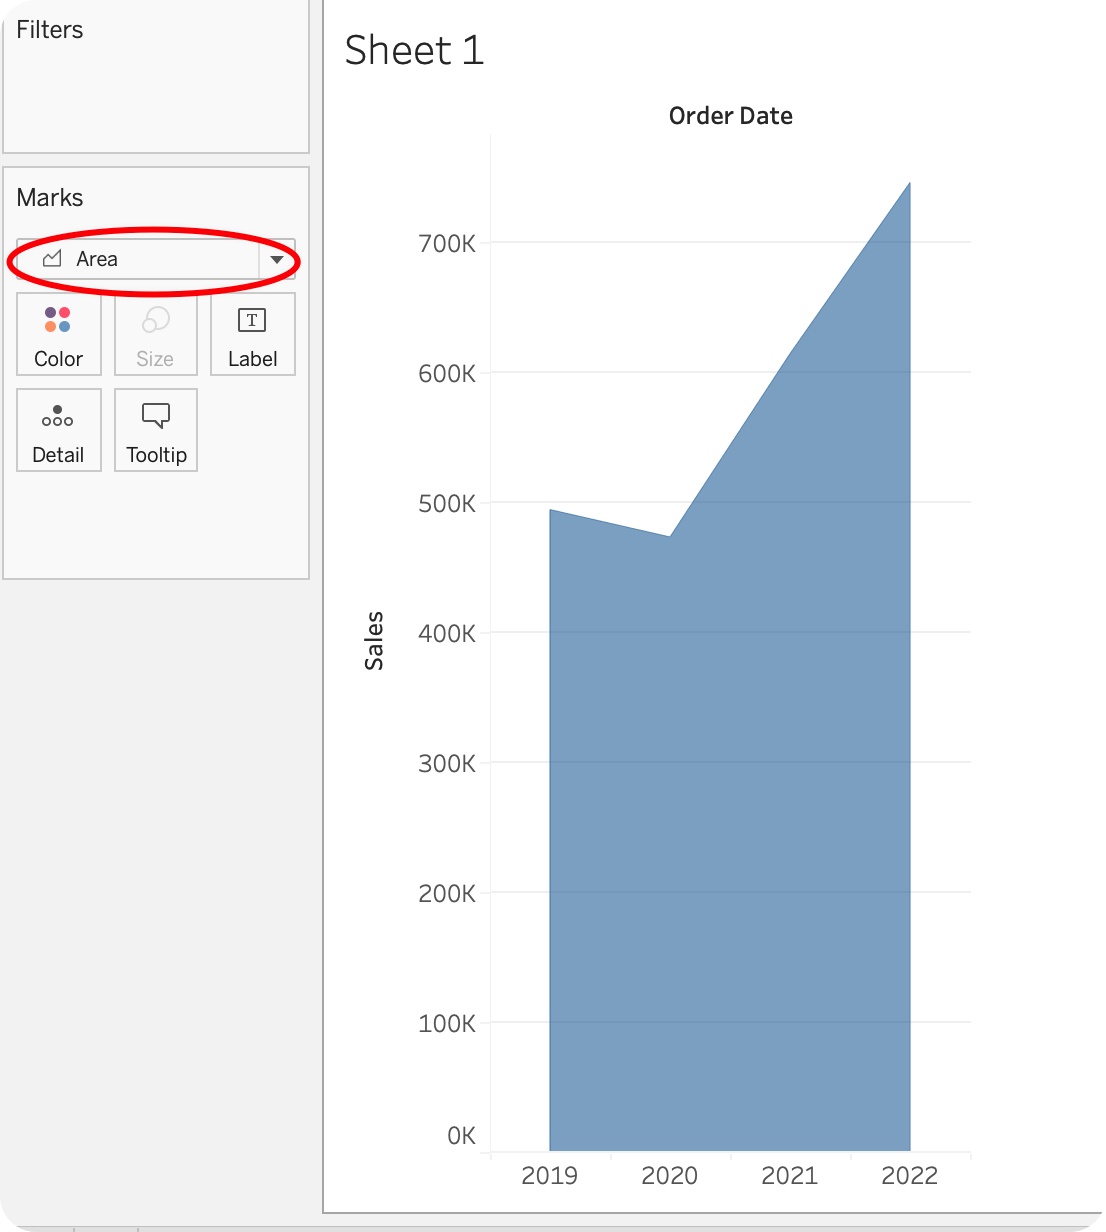 Filters
Marks
Area
Color
Size
T
Label
Detail
Tooltip
Sheet 1
Order Date
700K
600K
500K
400K
300K
200K
100K
0K
Sales
2019 2020 2021 2022